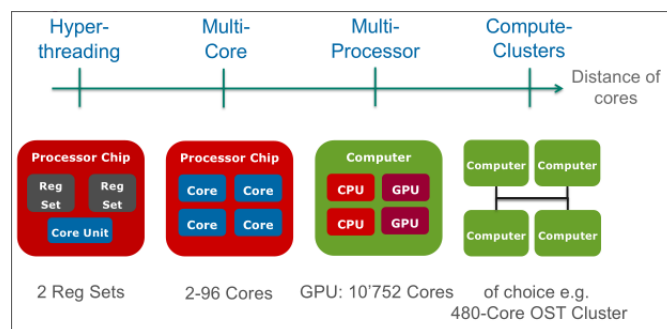 Hyper-
threading
Multi-
Core
Multi-
Processor
Compute-
Clusters
Distance of
cores
Processor Chip
Reg
Set
Reg
Set
Core Unit
Processor Chip
Core
Core
Core
Core
Computer
CPU
GPU
CPU
GPU
Computer
Computer
Computer
Computer
2 Reg Sets
2-96 Cores
GPU: 10'752 Cores
of choice e.g.
480-Core OST Cluster